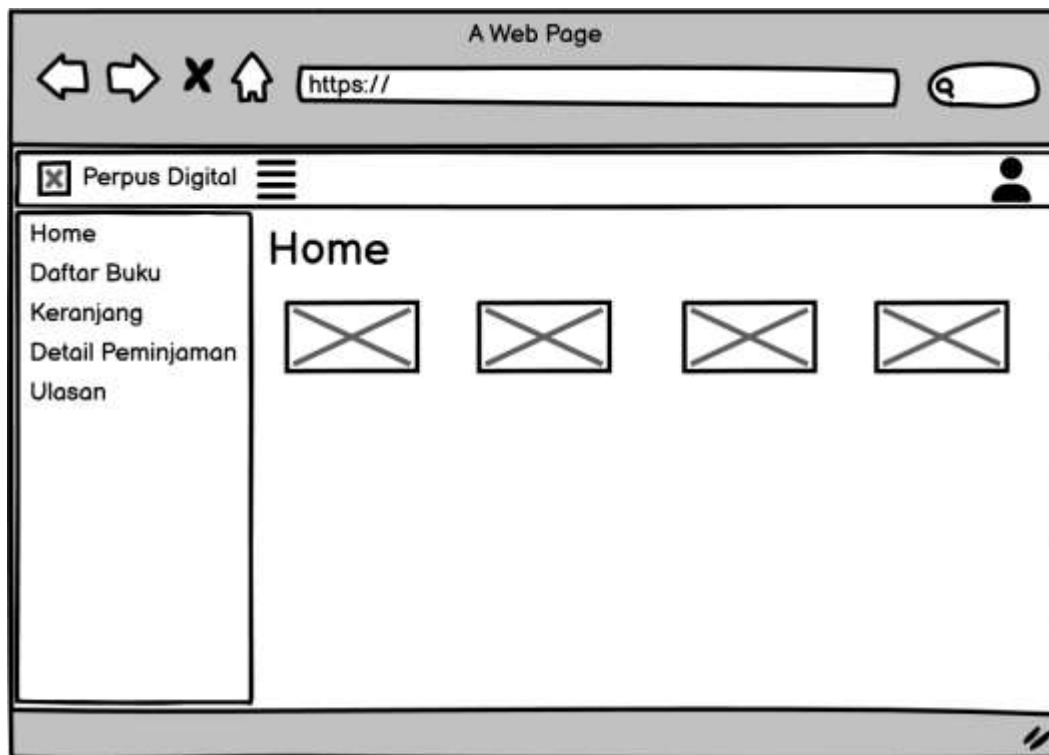 A Web Page
https://
Perpus Digital
Home
Daftar Buku
Keranjang
Detail Peminjaman
Ulasan
Home